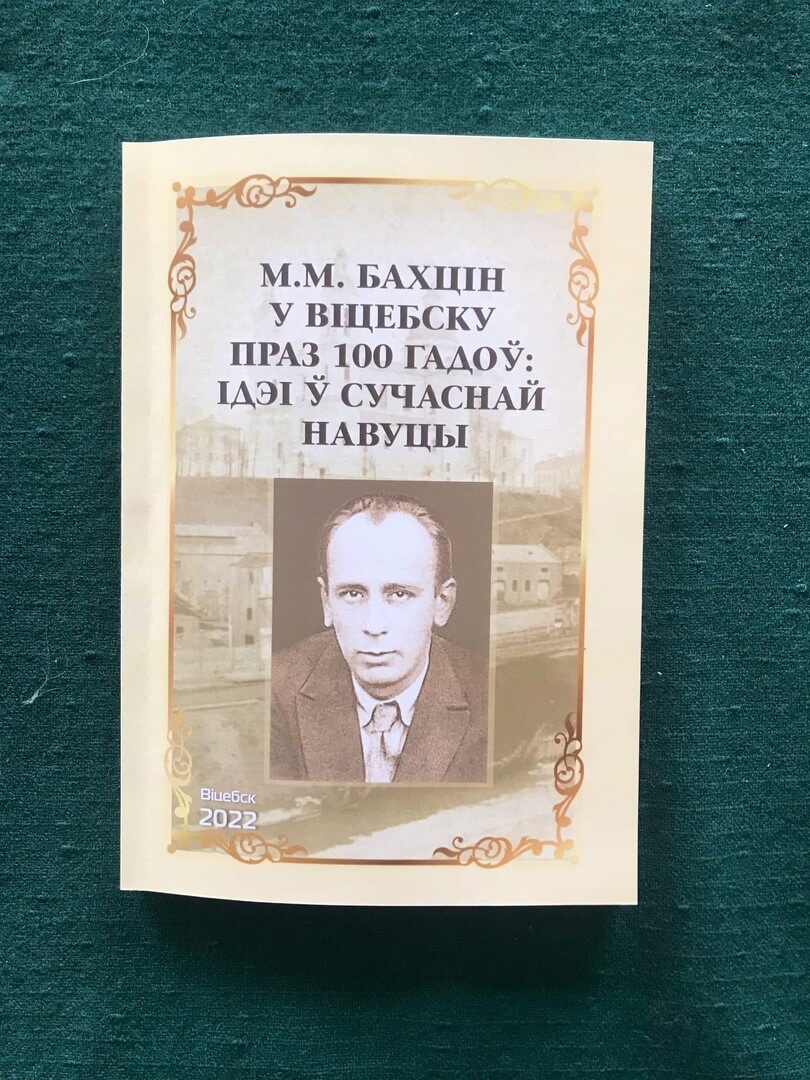 М.М. БАХЦІН
У ВІЦЕБСКУ
ПРАЗ 100 ГАДОЎ:
ІДЭІ Ў СУЧАСНАЙ
НАВУЦЫ
Віцебск
2022